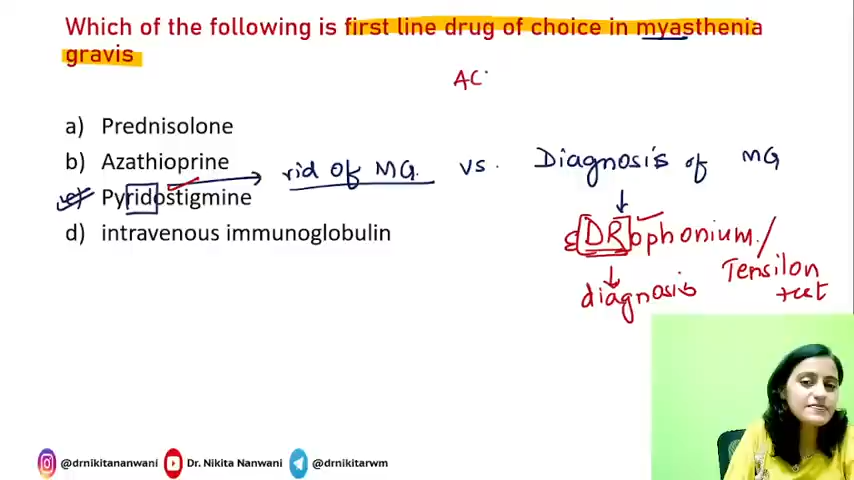 Which of the following is first line drug of choice in myasthenia
gravis
AC
a) Prednisolone
b) Azathioprine
rid of MG. vs. Diagnosis of MG
c) Pyridostigmine
EDRophonium / Tensilon test
d) intravenous immunoglobulin
diagnosis
@drnikitananwani Dr. Nikita Nanwani @drnikitarwm